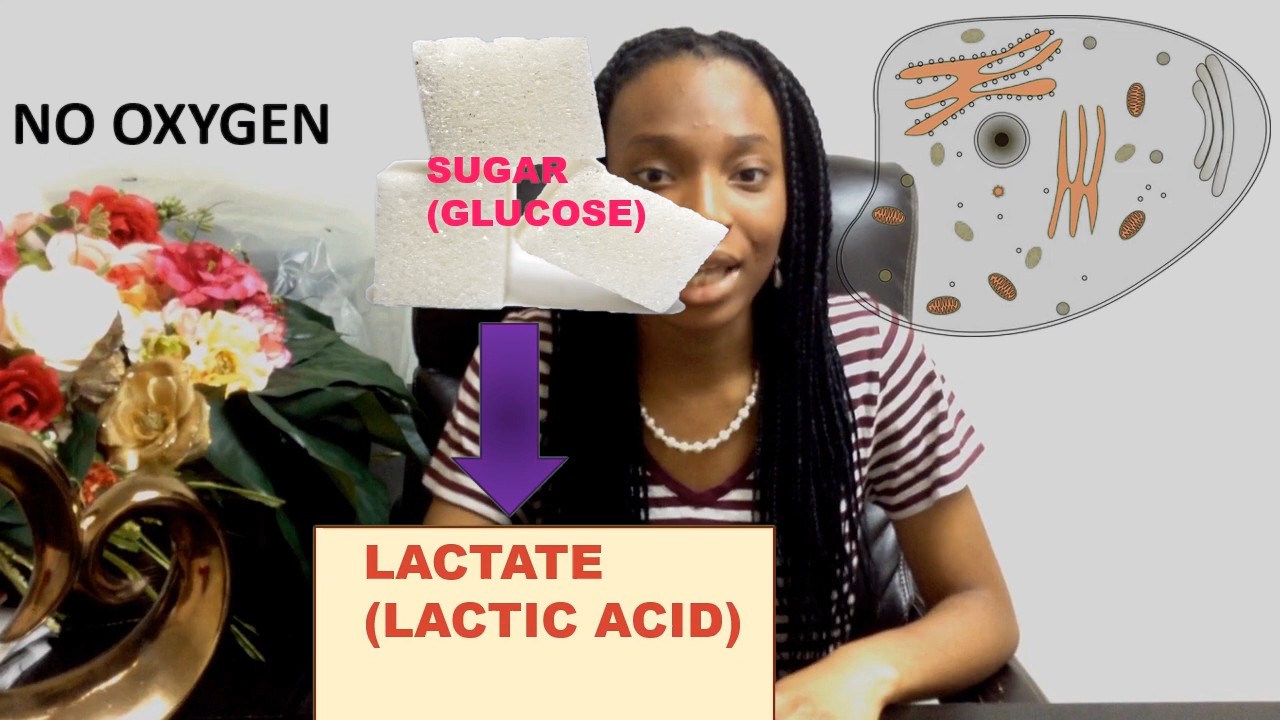 NO OXYGEN
SUGAR
(GLUCOSE)
LACTATE
(LACTIC ACID)